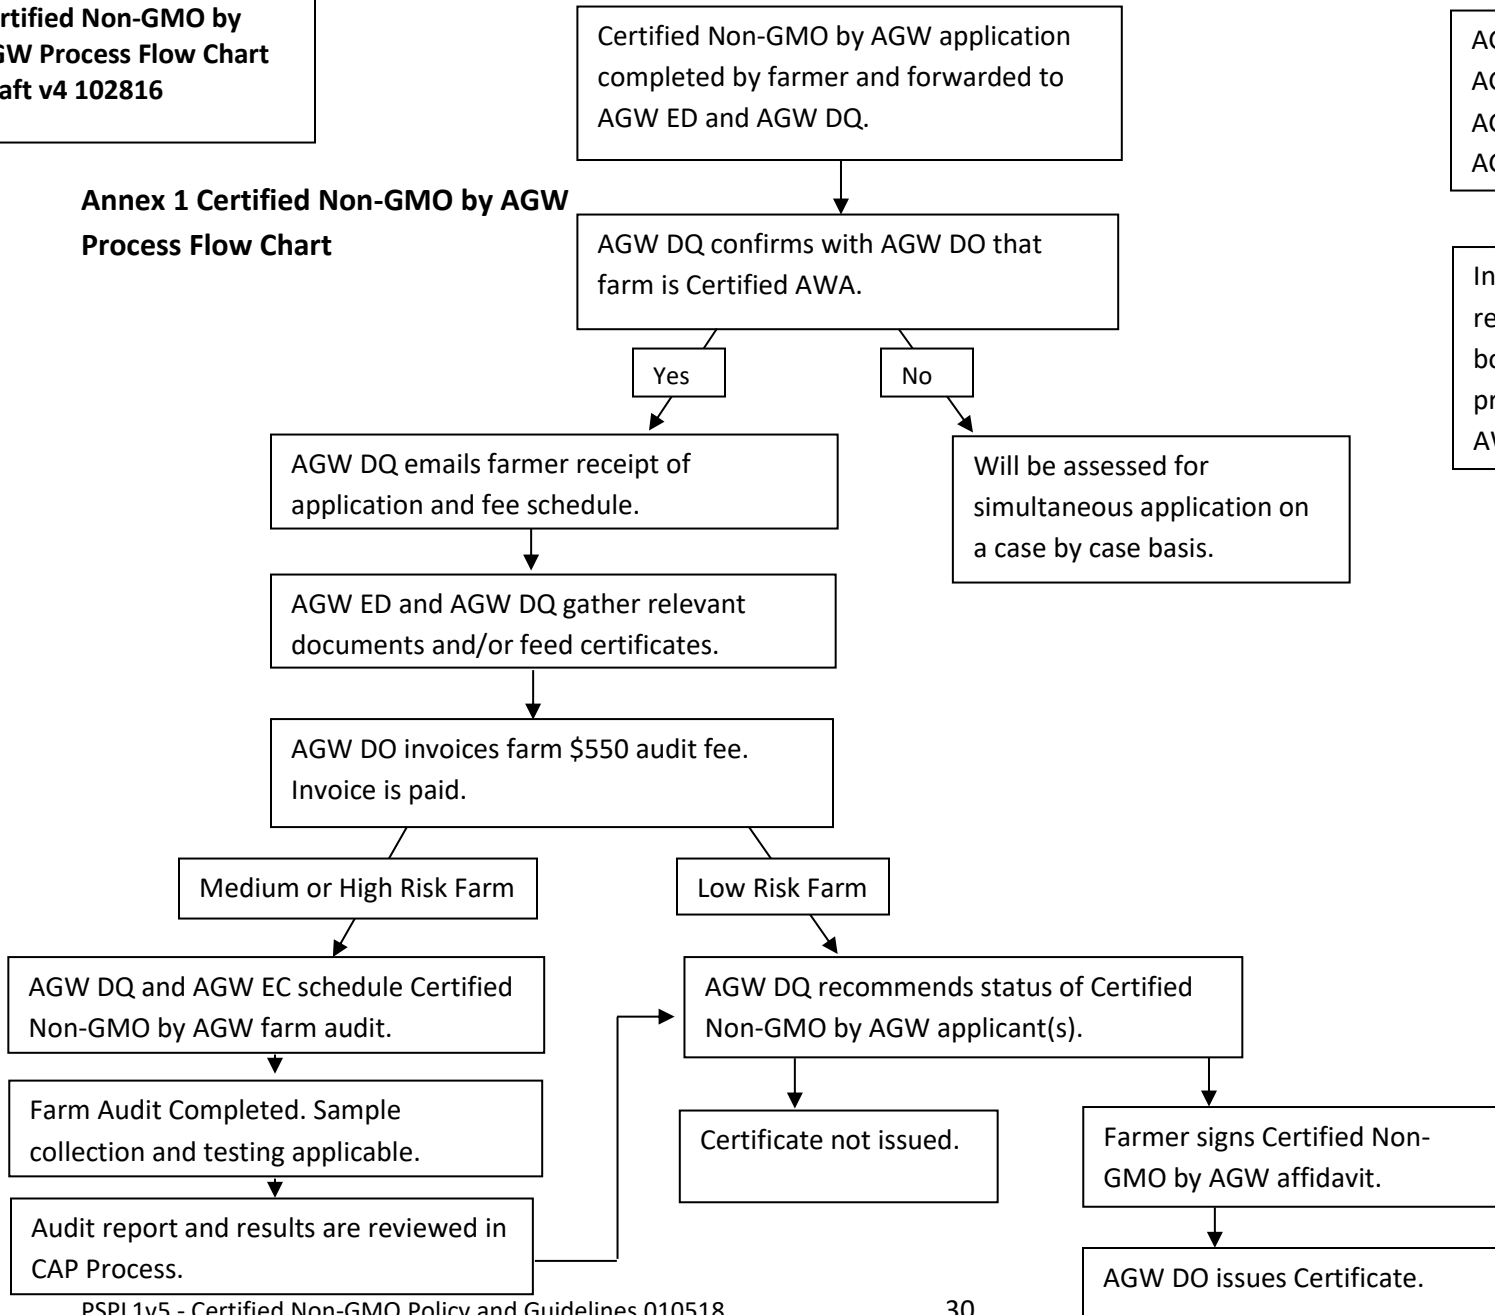 Non-GMO by
Process Flow Chart
v4 102816
Certified Non-GMO by AGW application
completed by farmer and forwarded to
AGW ED and AGW DQ.
Annex 1 Certified Non-GMO by AGW
Process Flow Chart
AGW DQ confirms with AGW DO that
farm is Certified AWA.
Yes
No
AGW DQ emails farmer receipt of
application and fee schedule.
Will be assessed for
simultaneous application on
a case by case basis.
AGW ED and AGW DQ gather relevant
documents and/or feed certificates.
AGW DO invoices farm $550 audit fee.
Invoice is paid.
Medium or High Risk Farm
Low Risk Farm
AGW DQ and AGW EC schedule Certified
Non-GMO by AGW farm audit.
AGW DQ recommends status of Certified
Non-GMO by AGW applicant(s).
Farm Audit Completed. Sample
collection and testing applicable.
Certificate not issued.
Farmer signs Certified Non-
GMO by AGW affidavit.
Audit report and results are reviewed in
CAP Process.
AGW DO issues Certificate.
PSPL1v5 - Certified Non-GMO Policy and Guidelines 010518
30